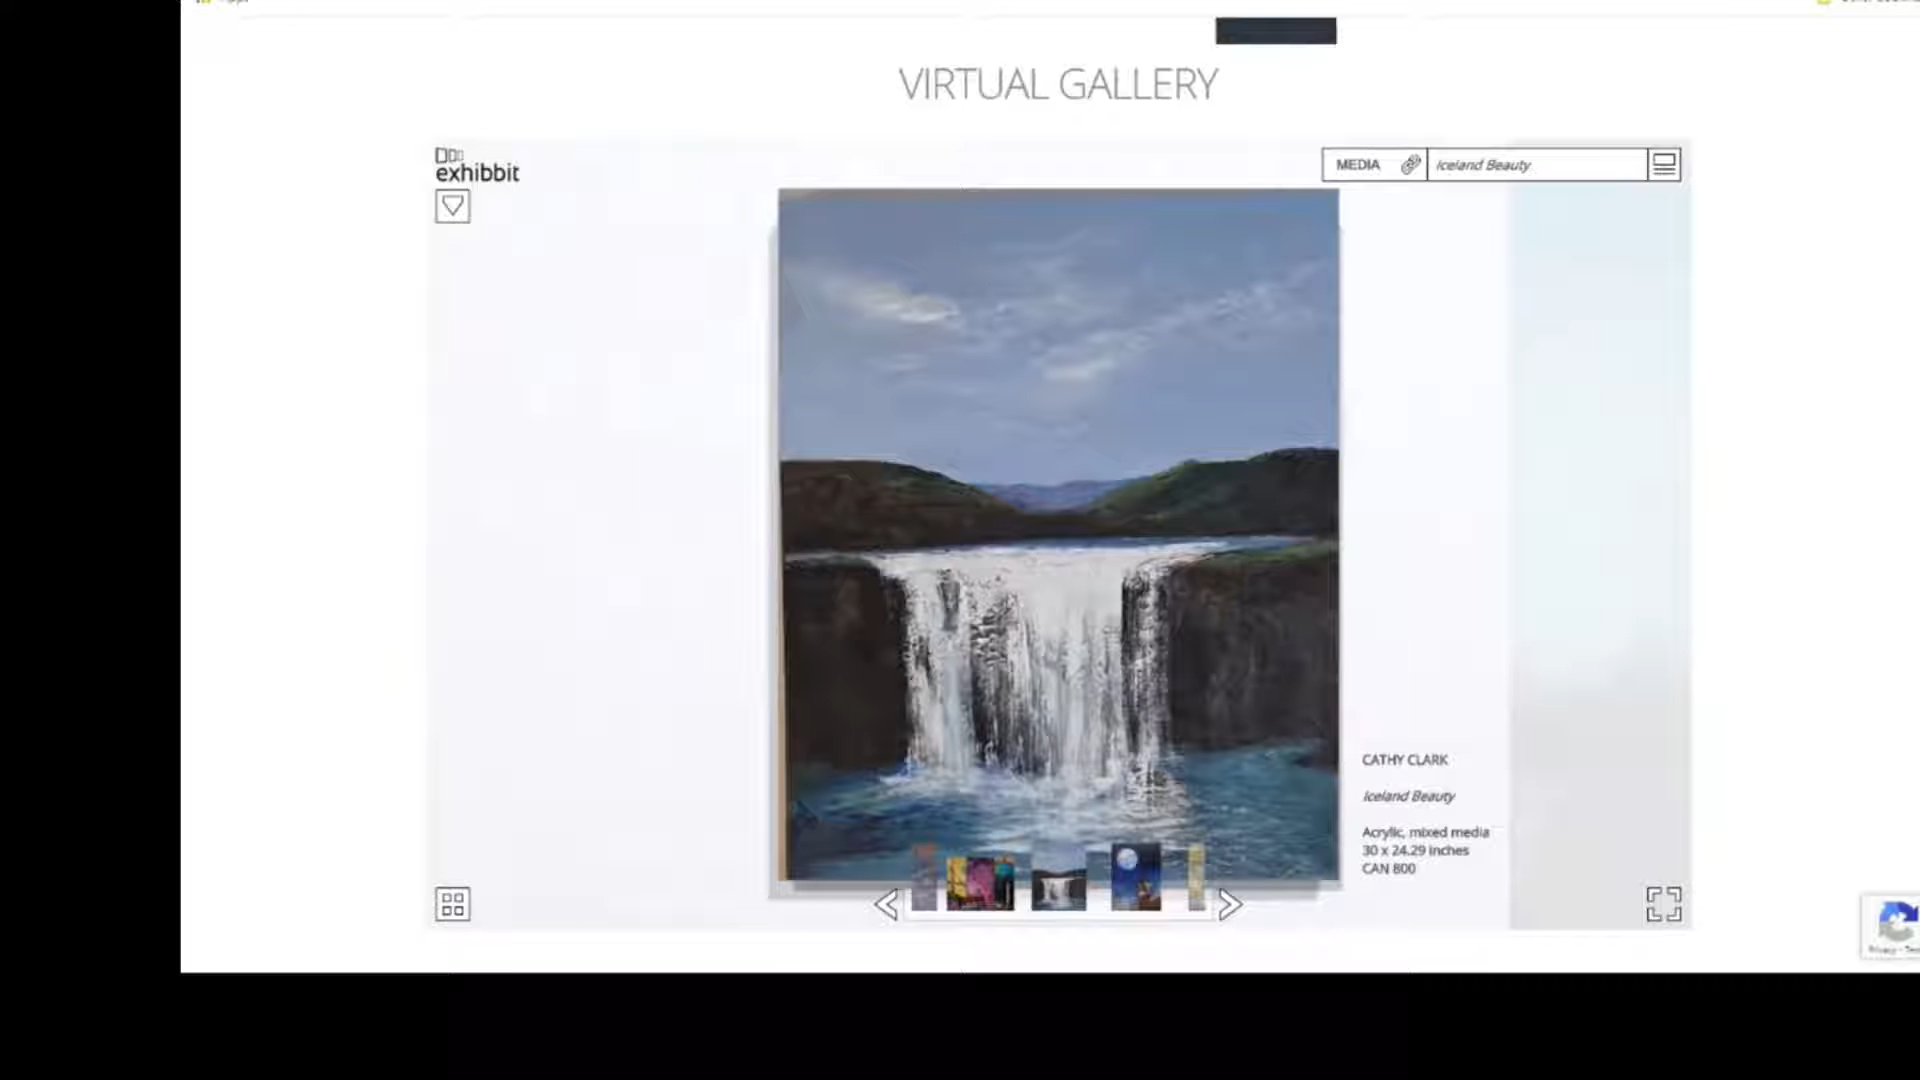 VIRTUAL GALLERY
exhibbit
MEDIA
Iceland Beauty
CATHY CLARK
Iceland Beauty
Acrylic, mixed media
30 x 24.29 inches
CAN 800